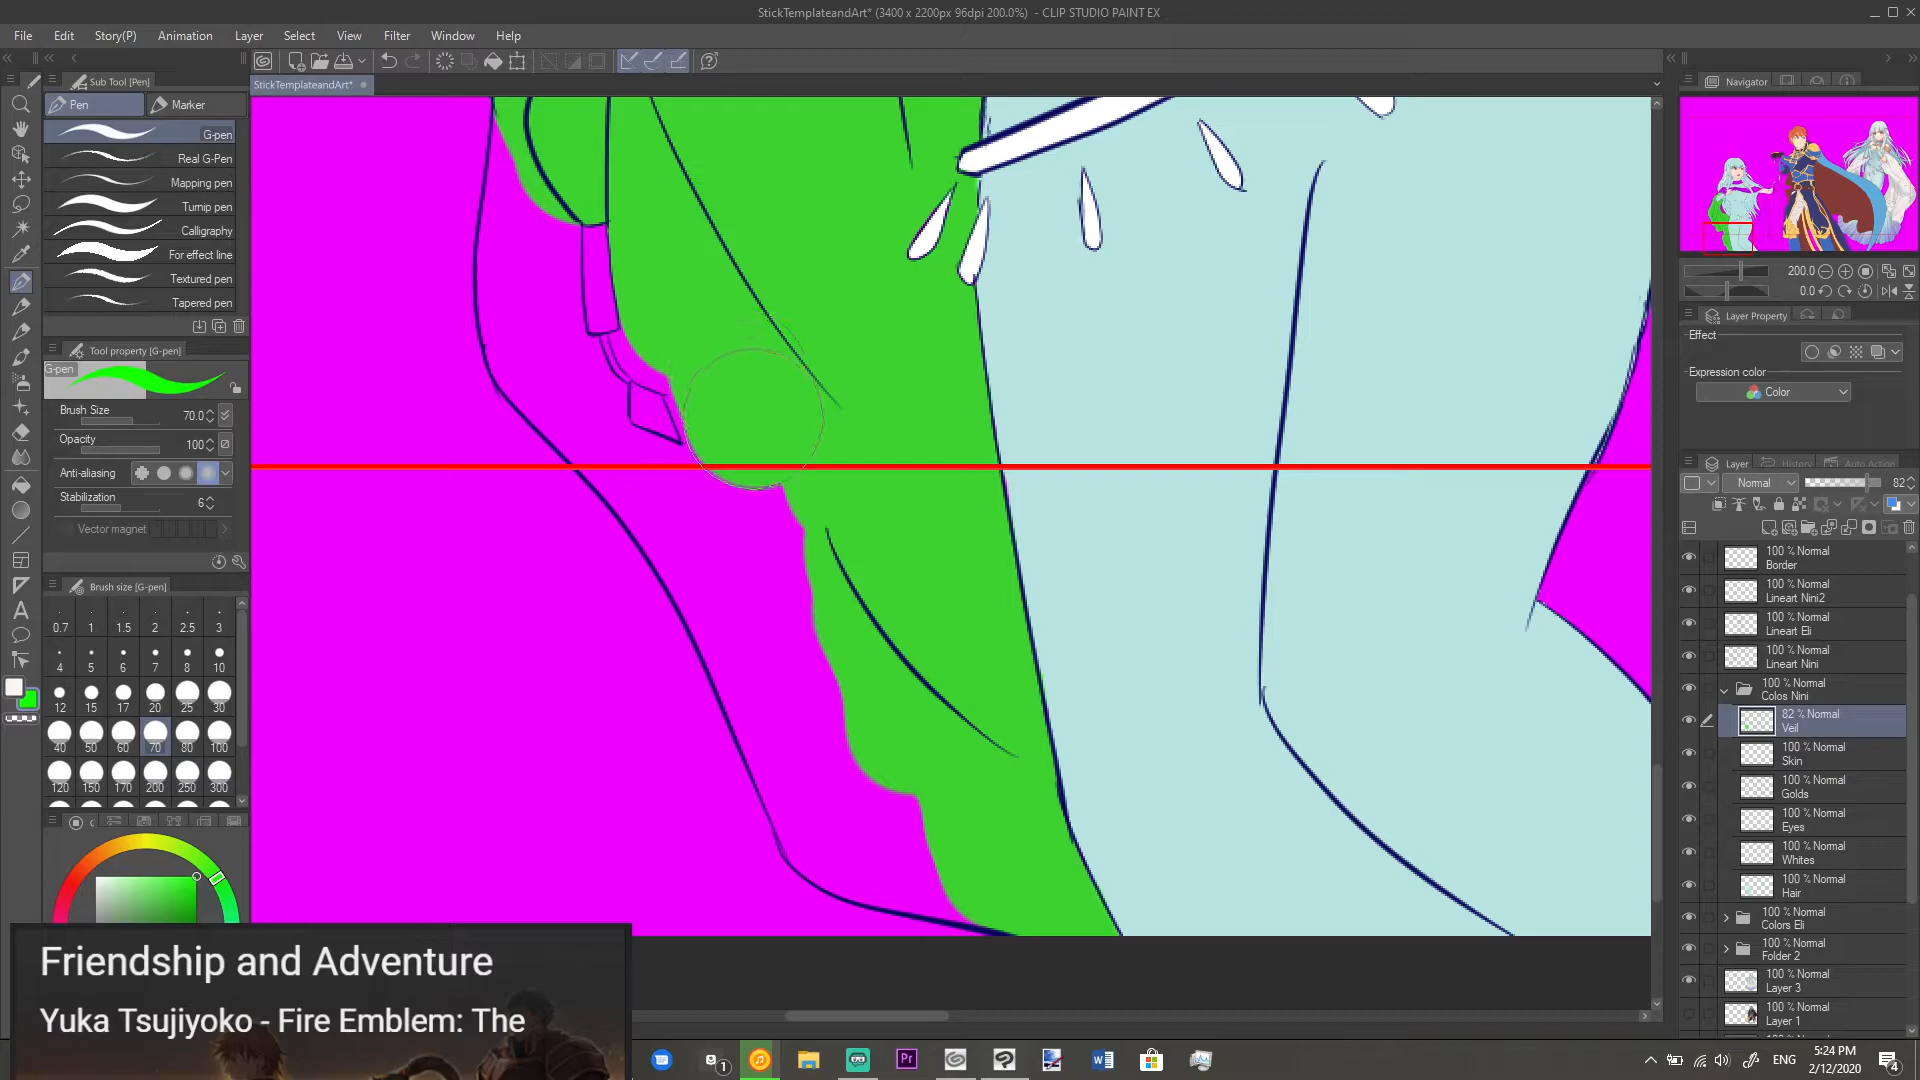 StickTemplateandArt* (3400 x 2200px 96dpi 200.0%) - CLIP STUDIO PAINT EX
File Edit Story(P) Animation Layer Select View Filter Window Help
Sub Tool [Pen]
StickTemplateandArt*
Navigator
Pen Marker
G-pen
Real G-Pen
Mapping pen
Turnip pen
Calligraphy
For effect line
Textured pen
Tapered pen
Tool property [G-pen]
G-pen
Brush Size 70.0
Opacity 100
Anti-aliasing
Stabilization 6
Vector magnet
Brush size [G-pen]
0.7 1 1.5 2 2.5 3
4 5 6 7 8 10
12 15 17 20 25 30
40 50 60 70 80 100
120 150 170 200 250 300
200.0
0.0
Layer Property
Effect
Expression color
Color
Layer History Auto Action
Normal 82
100 % Normal
Border
100 % Normal
Lineart Nini2
100 % Normal
Lineart Eli
100 % Normal
Lineart Nini
100 % Normal
Colos Nini
82 % Normal
Veil
100 % Normal
Skin
100 % Normal
Golds
100 % Normal
Eyes
100 % Normal
Whites
100 % Normal
Hair
100 % Normal
Colors Eli
100 % Normal
Folder 2
100 % Normal
Layer 3
100 % Normal
Layer 1
Friendship and Adventure
Yuka Tsujiyoko - Fire Emblem: The
1
Pr
W
ENG
5:24 PM
2/12/2020
4